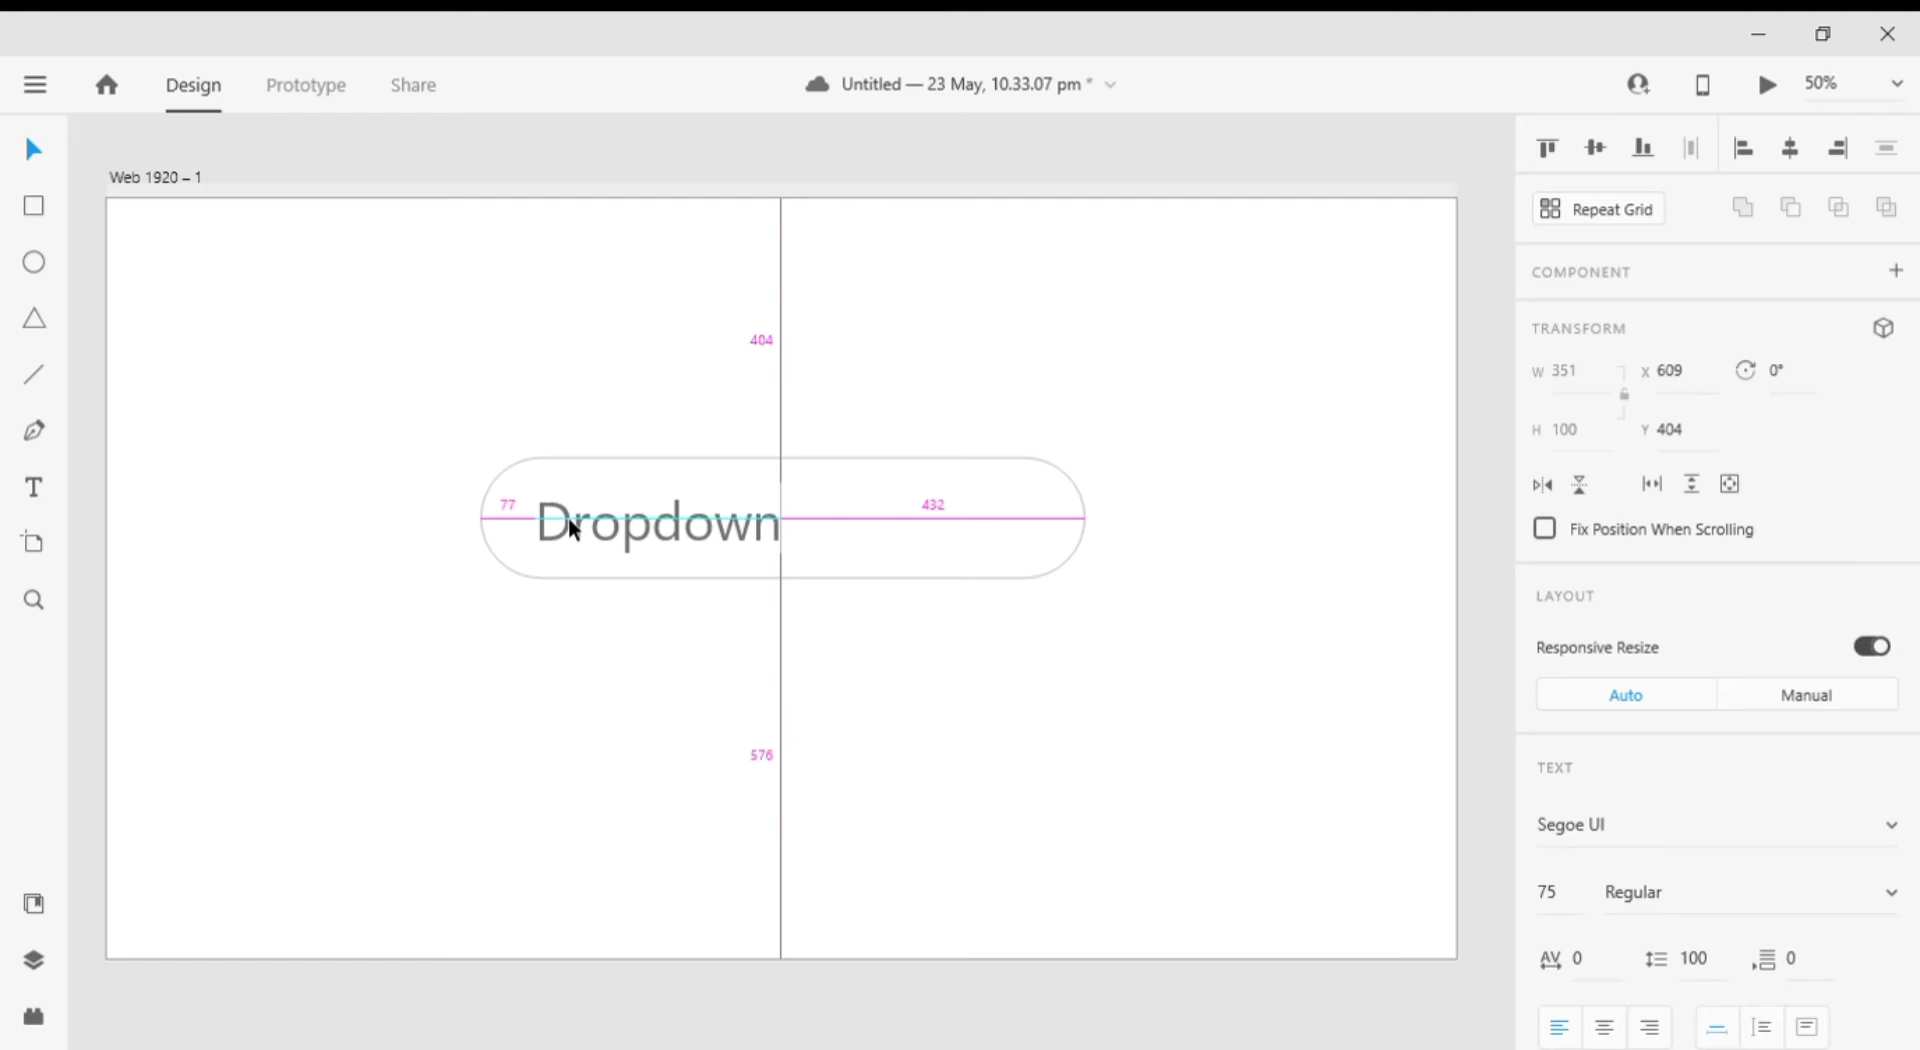 Design Prototype Share Untitled — 23 May, 10.33.07 pm * 50%
Web 1920 – 1
Repeat Grid
COMPONENT
TRANSFORM
W 351 X 609 0°
H 100 Y 404
Fix Position When Scrolling
LAYOUT
Responsive Resize
Auto Manual
TEXT
Segoe UI
75 Regular
AV 0 100 0
404
77 Dropdown 432
576
T